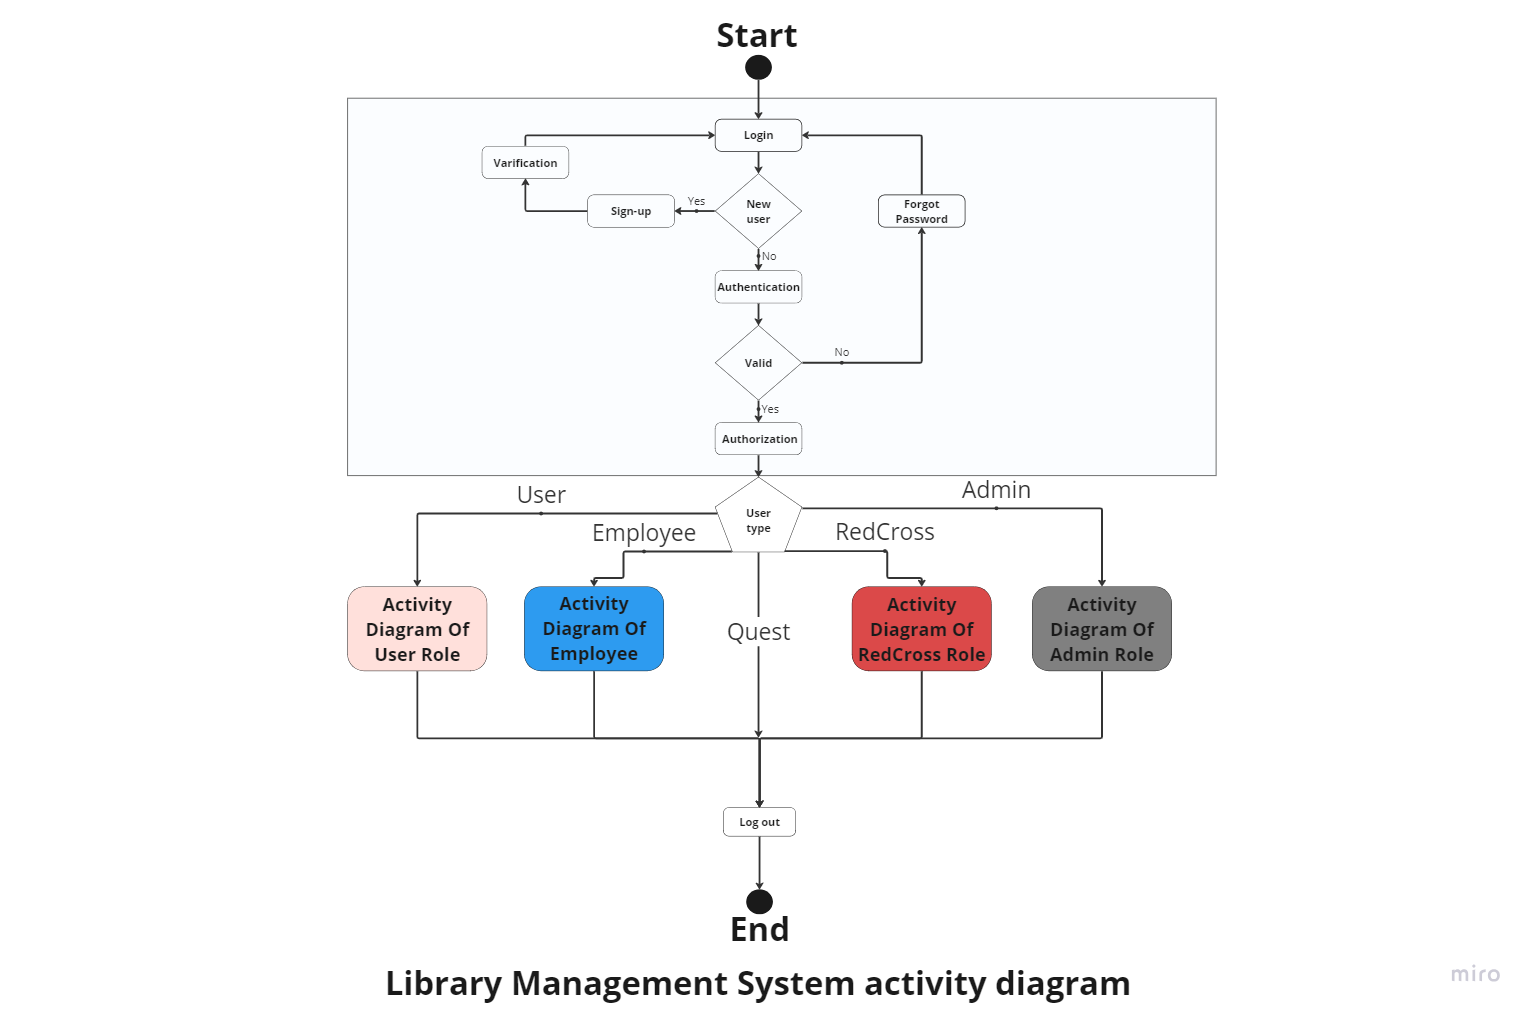 Start
Login
Varification
New
user
Yes
Sign-up
Forgot
Password
No
Authentication
Valid
No
Yes
Authorization
User
Admin
User
type
Employee
RedCross
Activity
Diagram Of
User Role
Activity
Diagram Of
Employee
Quest
Activity
Diagram Of
RedCross Role
Activity
Diagram Of
Admin Role
Log out
End
Library Management System activity diagram
miro